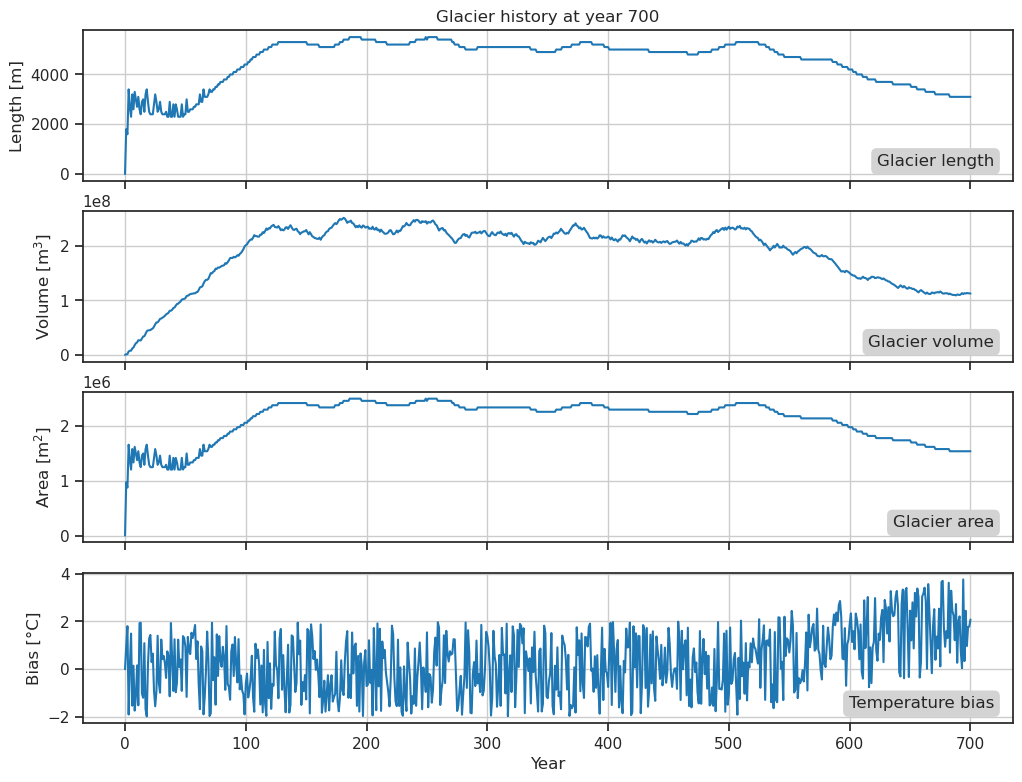 Glacier history at year 700
Length [m]
4000
2000
0
Glacier length
1e8
Volume [m³]
2
1
0
Glacier volume
1e6
Area [m²]
2
1
0
Glacier area
Bias [°C]
4
2
0
−2
Temperature bias
0 100 200 300 400 500 600 700
Year